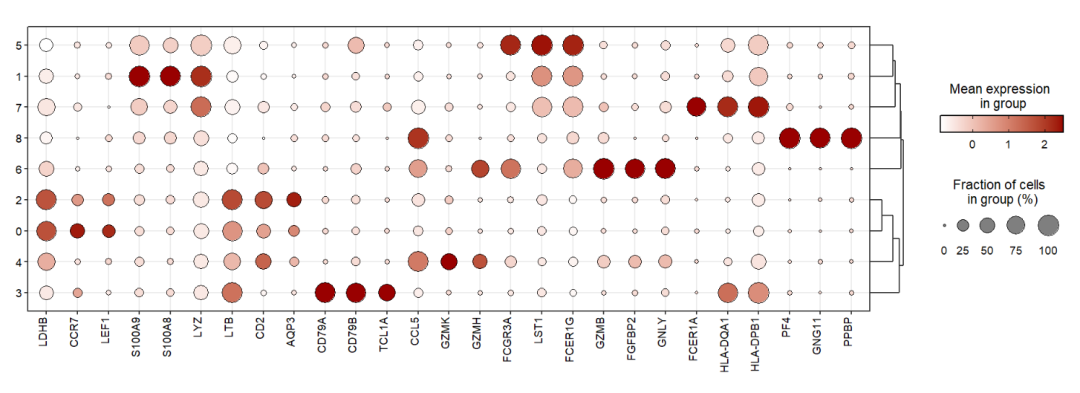 5
1
7
8
6
2
0
4
3
LDHB
CCR7
LEF1
S100A9
S100A8
LYZ
LTB
CD2
AQP3
CD79A
CD79B
TCL1A
CCL5
GZMK
GZMH
FCGR3A
LST1
FCER1G
GZMB
FGFBP2
GNLY
FCER1A
HLA-DQA1
HLA-DPB1
PF4
GNG11
PPBP
Mean expression
in group
0 1 2
Fraction of cells
in group (%)
0 25 50 75 100